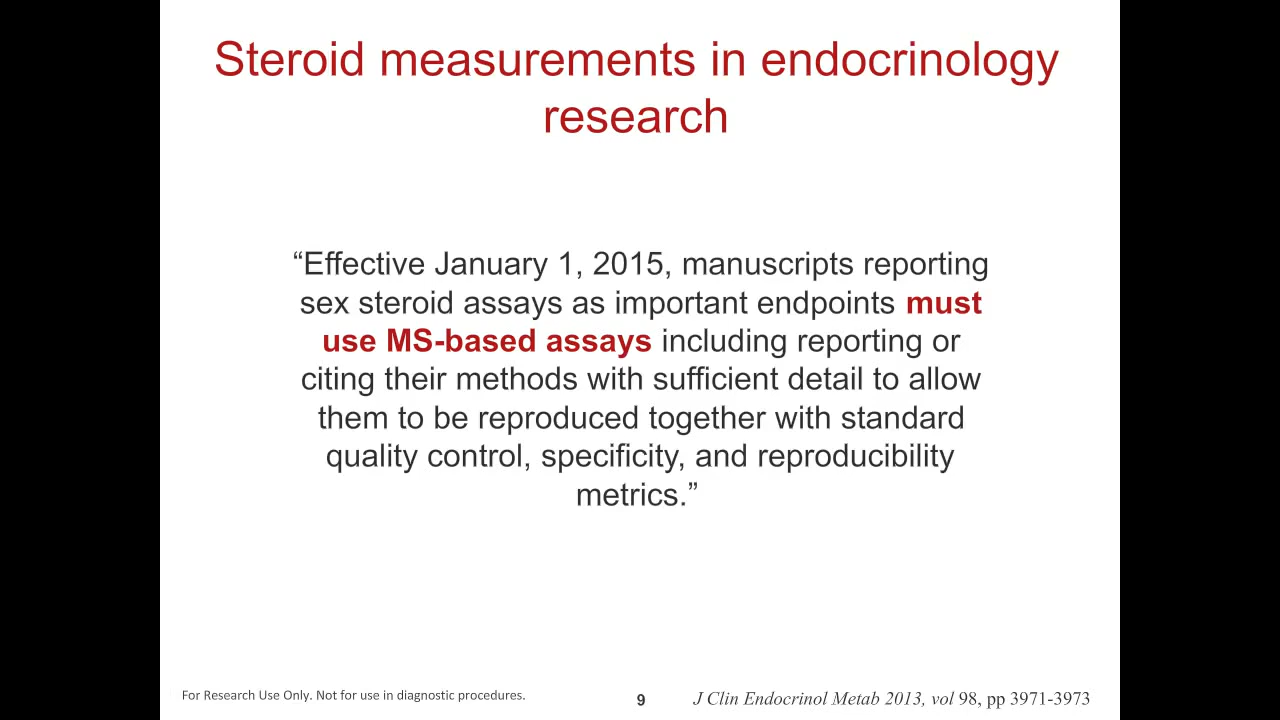 Steroid measurements in endocrinology
research
“Effective January 1, 2015, manuscripts reporting
sex steroid assays as important endpoints must
use MS-based assays including reporting or
citing their methods with sufficient detail to allow
them to be reproduced together with standard
quality control, specificity, and reproducibility
metrics.”
For Research Use Only. Not for use in diagnostic procedures.
9
J Clin Endocrinol Metab 2013, vol 98, pp 3971-3973